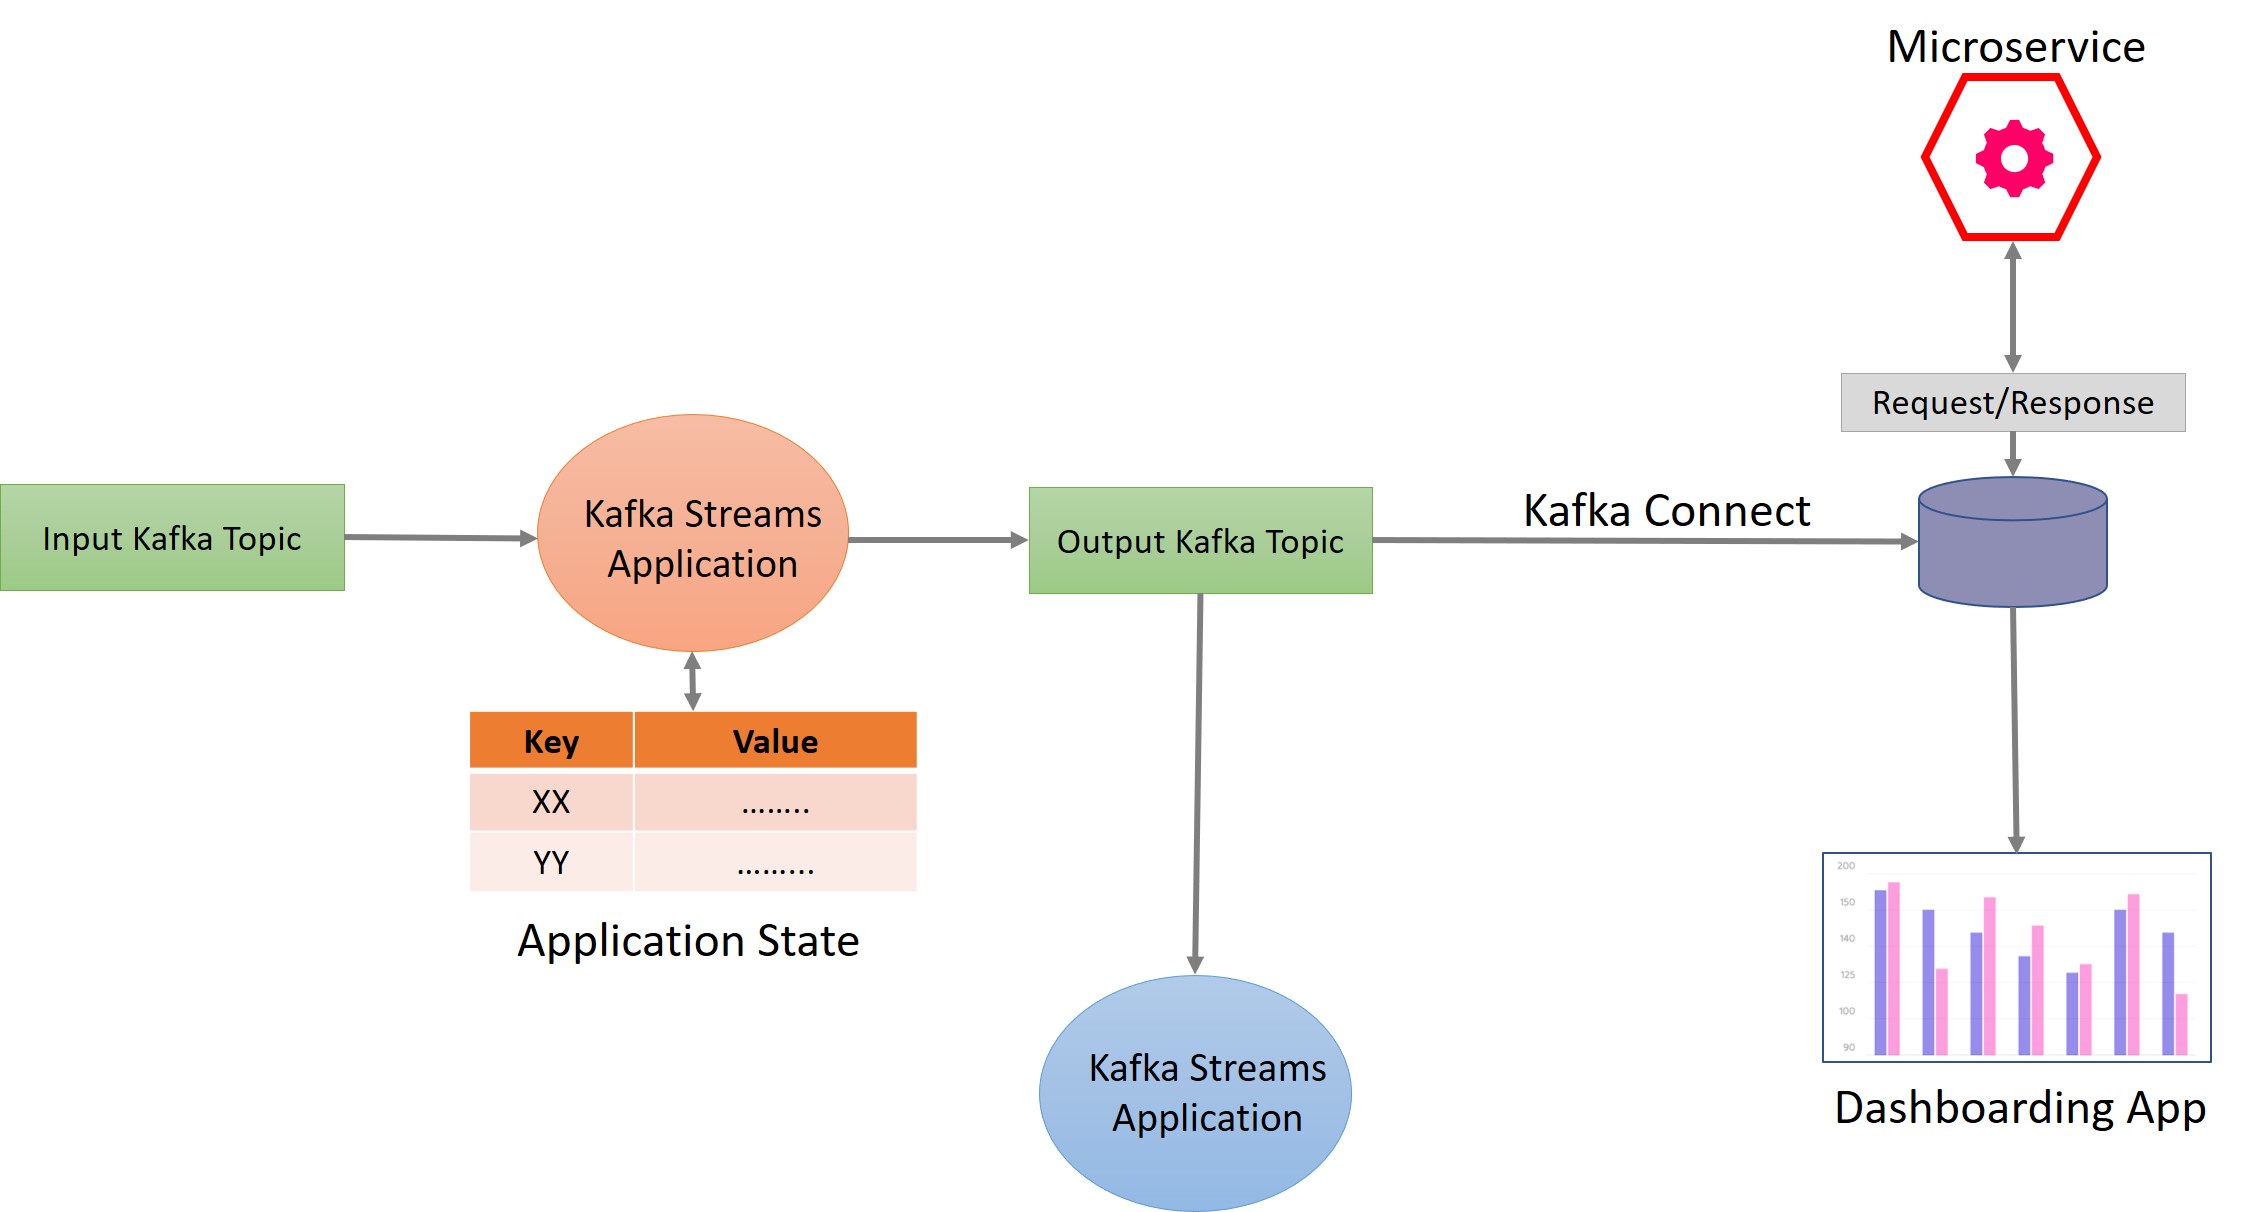 Microservice
Request/Response
Input Kafka Topic
Kafka Streams
Application
Output Kafka Topic
Kafka Connect
Key Value
XX ........
YY .........
Application State
Kafka Streams
Application
200
150
140
125
100
90
Dashboarding App